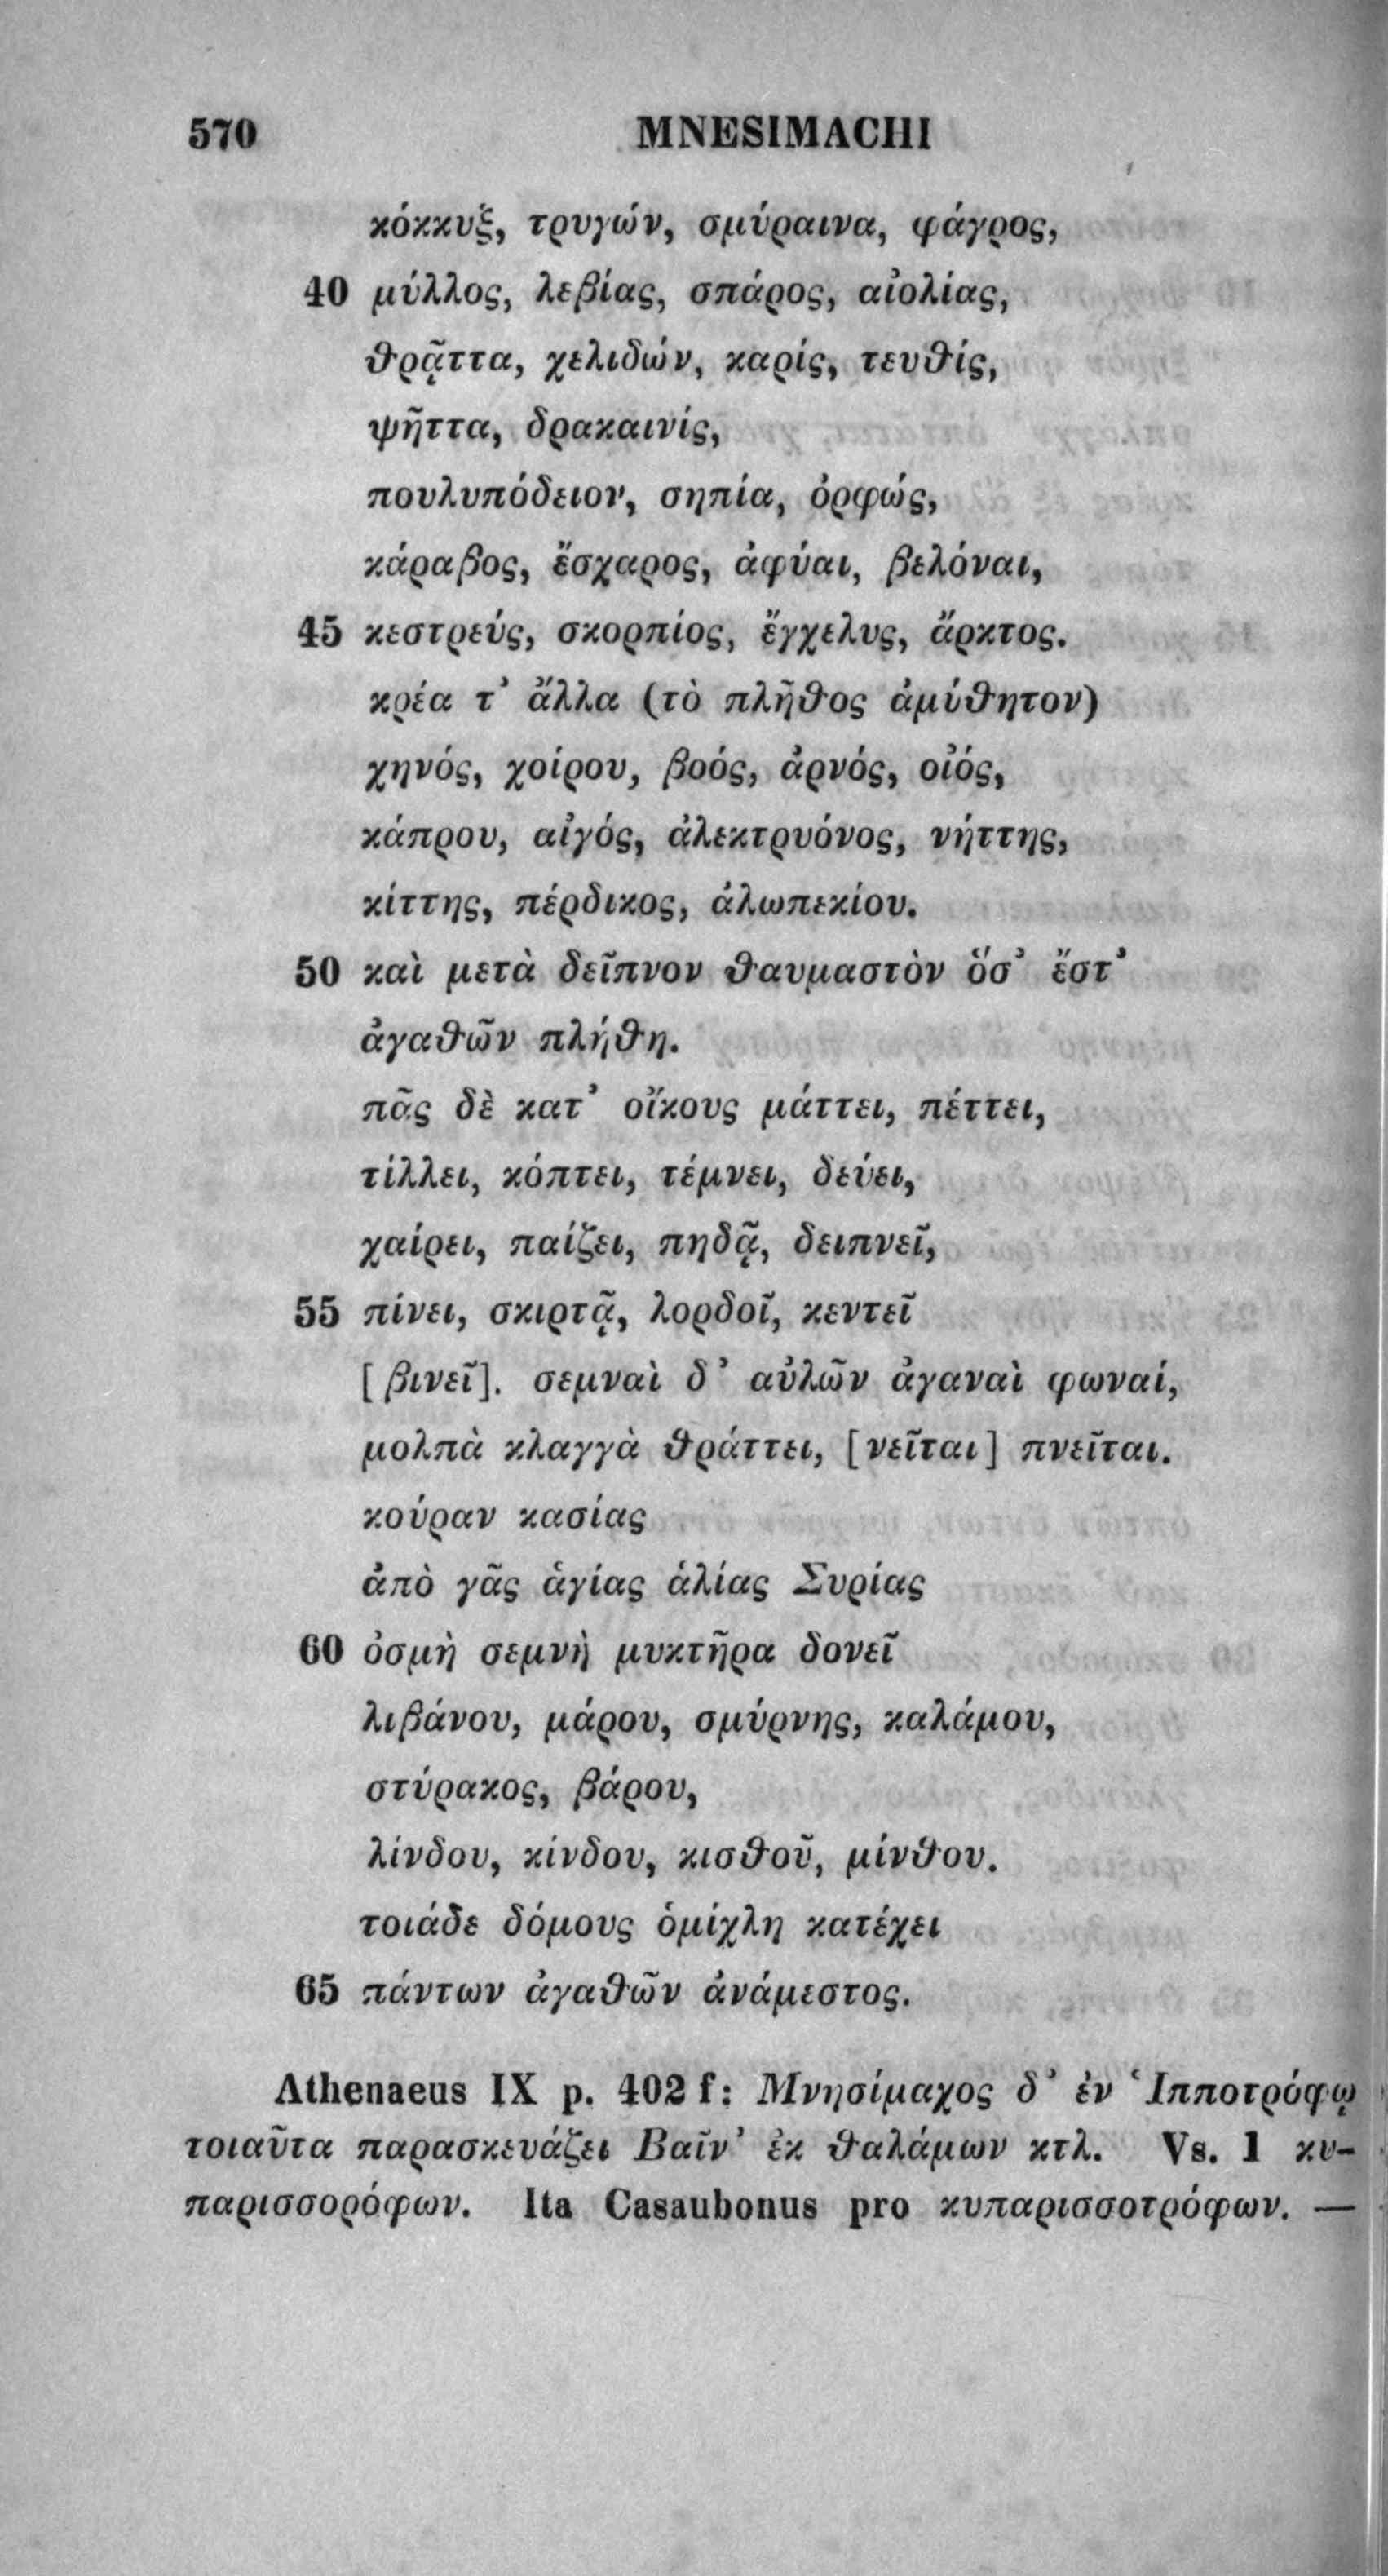 570 MNESIMACHI
κόκκυξ, τρυγών, σμύραινα, φάγρος,
40 μύλλος, λεβίας, σπάρος, αἰολίας,
θρᾷττα, χελιδών, καρίς, τευθίς,
ψῆττα, δρακαινίς,
πουλυπόδειον, σηπία, ὀρφώς,
κάραβος, ἔσχαρος, ἀφύαι, βελόναι,
45 κεστρεύς, σκορπίος, ἔγχελυς, ἄρκτος.
κρέα τ’ ἄλλα (τὸ πλῆθος ἀμύθητον)
χηνός, χοίρου, βοός, ἀρνός, οἰός,
κάπρου, αἰγός, ἀλεκτρυόνος, νήττης,
κίττης, πέρδικος, ἀλωπεκίου.
50 καὶ μετὰ δεῖπνον θαυμαστὸν ὅσ’ ἔστ’
ἀγαθῶν πλήθη.
πᾶς δὲ κατ’ οἴκους μάττει, πέττει,
τίλλει, κόπτει, τέμνει, δεύει,
χαίρει, παίζει, πηδᾷ, δειπνεῖ,
55 πίνει, σκιρτᾷ, λορδοῖ, κεντεῖ
[βινεῖ]. σεμναὶ δ’ αὐλῶν ἀγαναὶ φωναί,
μολπὰ κλαγγὰ θράττει, [νεῖται] πνεῖται.
κούραν κασίας
ἀπὸ γᾶς ἁγίας ἁλίας Συρίας
60 ὀσμὴ σεμνὴ μυκτῆρα δονεῖ
λιβάνου, μάρου, σμύρνης, καλάμου,
στύρακος, βάρου,
λίνδου, κίνδου, κισθοῦ, μίνθου.
τοιάδε δόμους ὁμίχλη κατέχει
65 πάντων ἀγαθῶν ἀνάμεστος.
Athenaeus IX p. 402 f: Μνησίμαχος δ’ ἐν Ἱπποτρόφῳ
τοιαῦτα παρασκευάζει Βαῖν’ ἐκ θαλάμων κτλ. Vs. 1 κυ-
παρισσορόφων. Ita Casaubonus pro κυπαρισσοτρόφων. —